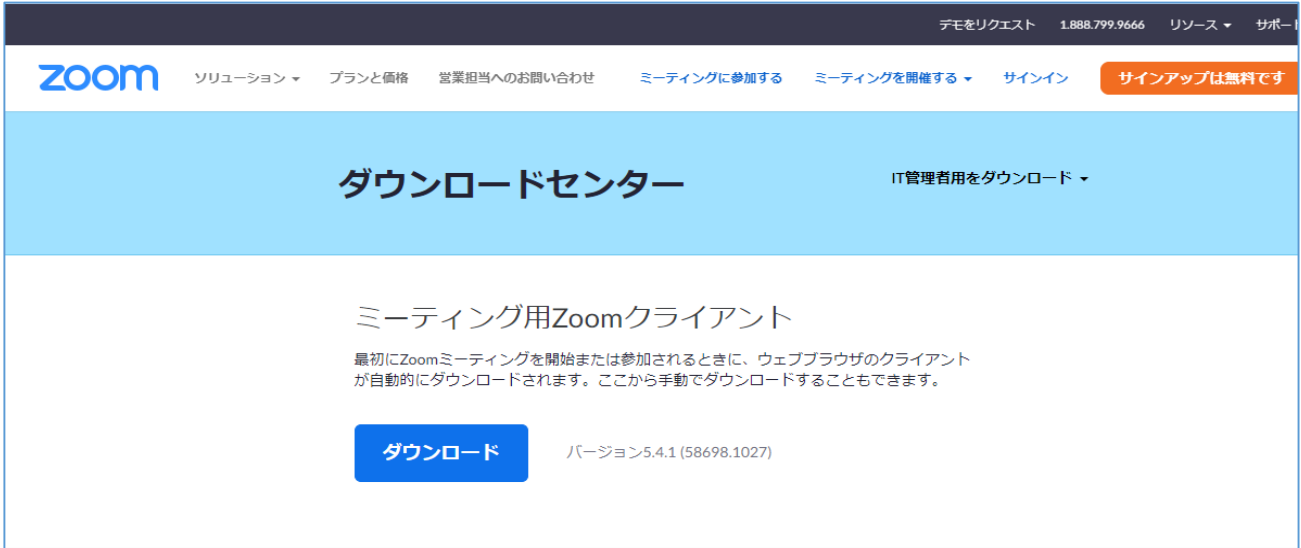 デモをリクエスト 1.888.799.9666 リソース サポート
zoom ソリューション プランと価格 営業担当へのお問い合わせ ミーティングに参加する ミーティングを開催する サインイン サインアップは無料です
ダウンロードセンター IT管理者用をダウンロード
ミーティング用Zoomクライアント
最初にZoomミーティングを開始または参加されるときに、ウェブブラウザのクライアント
が自動的にダウンロードされます。ここから手動でダウンロードすることもできます。
ダウンロード バージョン5.4.1 (58698.1027)